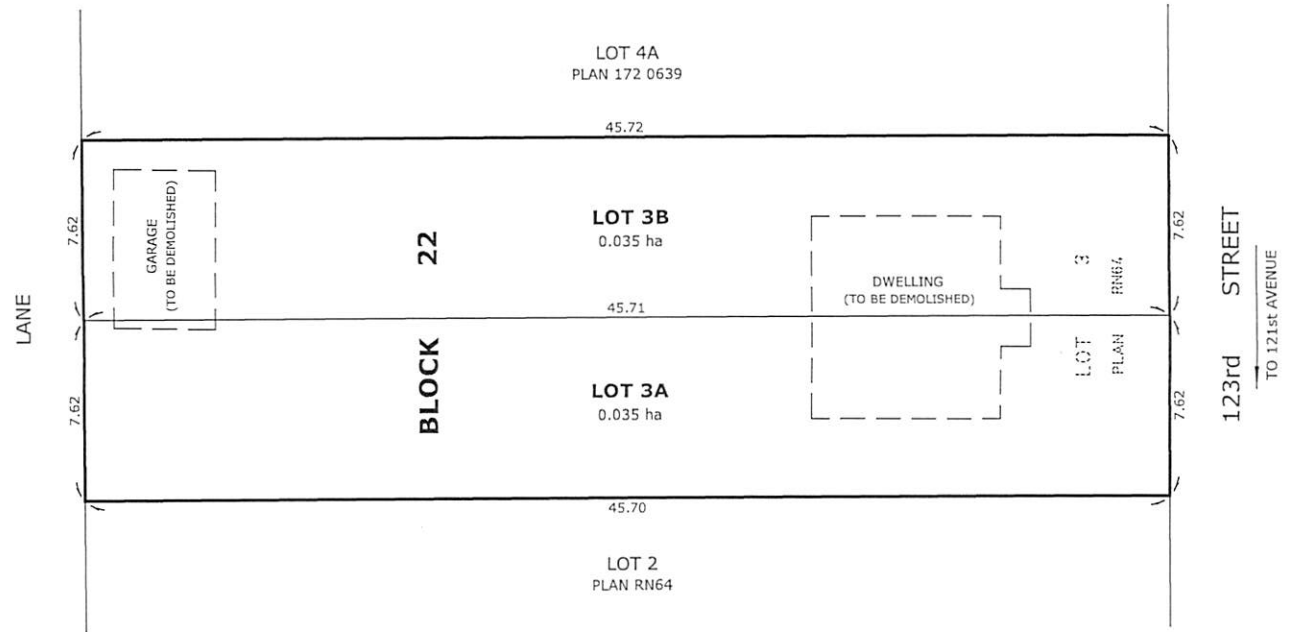 LOT 4A
PLAN 172 0639
45.72
7.62
GARAGE
(TO BE DEMOLISHED)
LOT 3B
0.035 ha
22
DWELLING
(TO BE DEMOLISHED)
7.62
LANE
45.71
BLOCK
LOT 3
PLAN RN64
123rd STREET
TO 121st AVENUE
7.62
LOT 3A
0.035 ha
7.62
45.70
LOT 2
PLAN RN64